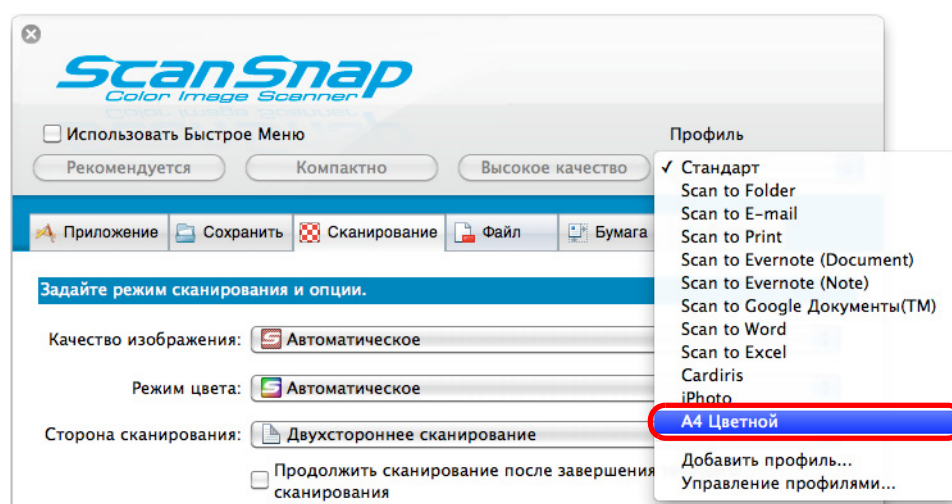 ScanSnap
Color Image Scanner
Использовать Быстрое Меню
Профиль
Рекомендуется
Компактно
Высокое качество
✓ Стандарт
Scan to Folder
Scan to E-mail
Scan to Print
Scan to Evernote (Document)
Scan to Evernote (Note)
Scan to Google Документы(TM)
Scan to Word
Scan to Excel
Cardiris
iPhoto
A4 Цветной
Добавить профиль...
Управление профилями...
Приложение
Сохранить
Сканирование
Файл
Бумага
Задайте режим сканирования и опции.
Качество изображения: Автоматическое
Режим цвета: Автоматическое
Сторона сканирования: Двухстороннее сканирование
Продолжить сканирование после завершения
сканирования